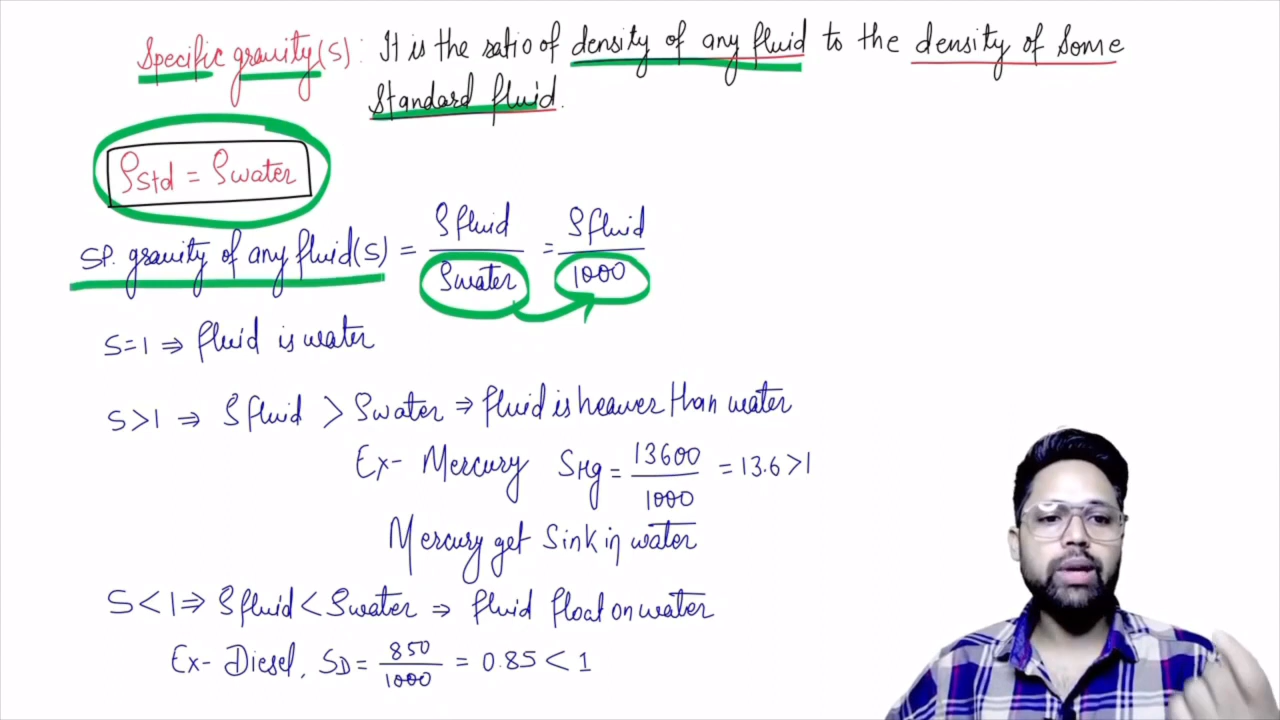 Specific gravity(S): It is the ratio of density of any fluid to the density of some
Standard fluid.
ρstd = ρwater
SP. gravity of any fluid(S) = ρfluid/ρwater = ρfluid/1000
S=1 ⇒ fluid is water
S>1 ⇒ ρfluid > ρwater ⇒ fluid is heavier than water
Ex- Mercury SHg = 13600/1000 = 13.6>1
Mercury get Sink in water
S<1 ⇒ ρfluid < ρwater ⇒ fluid float on water
Ex- Diesel, SD = 850/1000 = 0.85 < 1